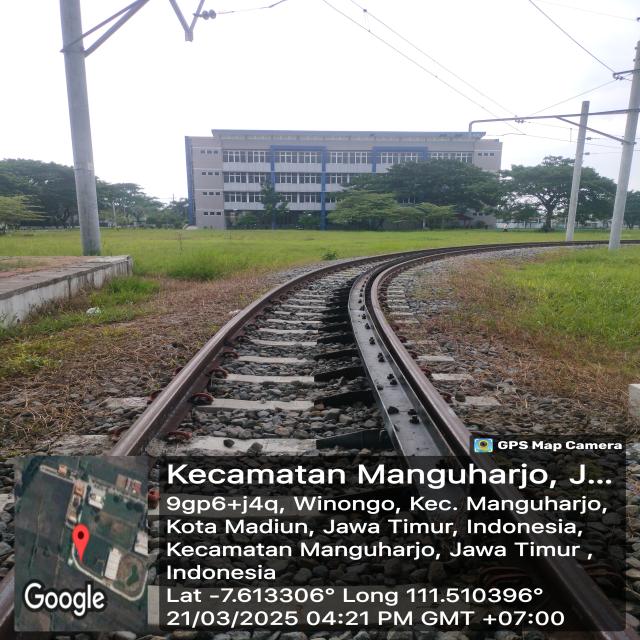 GPS Map Camera
Kecamatan Manguharjo, J...
9gp6+j4q, Winongo, Kec. Manguharjo,
Kota Madiun, Jawa Timur, Indonesia,
Kecamatan Manguharjo, Jawa Timur ,
Indonesia
Lat -7.613306° Long 111.510396°
21/03/2025 04:21 PM GMT +07:00
Google